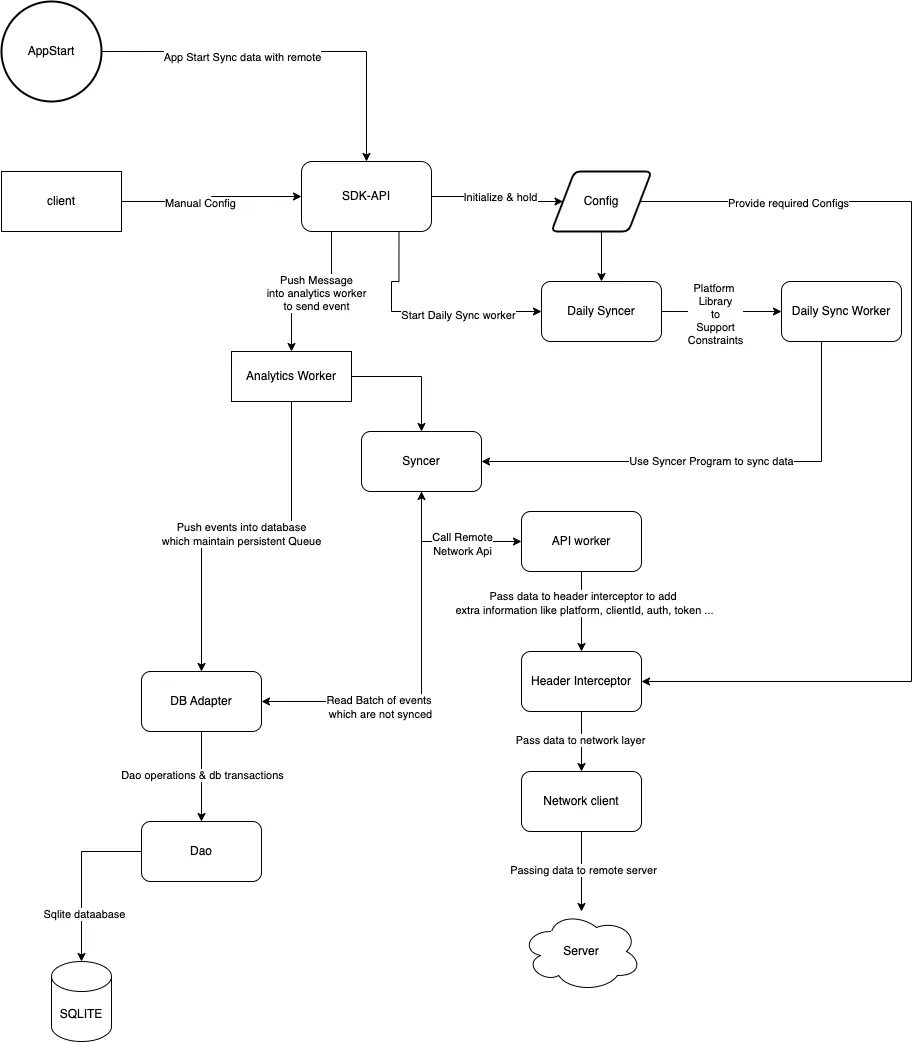 AppStart
App Start Sync data with remote
client
Manual Config
SDK-API
Initialize & hold
Config
Provide required Configs
Push Message
into analytics worker
to send event
Start Daily Sync worker
Daily Syncer
Platform
Library
to
Support
Constraints
Daily Sync Worker
Analytics Worker
Syncer
Use Syncer Program to sync data
Push events into database
which maintain persistent Queue
Call Remote
Network Api
API worker
Pass data to header interceptor to add
extra information like platform, clientId, auth, token ...
Header Interceptor
DB Adapter
Read Batch of events
which are not synced
Pass data to network layer
Dao operations & db transactions
Network client
Dao
Passing data to remote server
Sqlite dataabase
Server
SQLITE